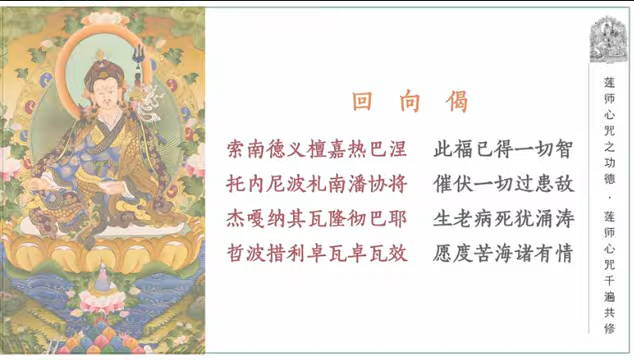 回向偈
索南德义檀嘉热巴涅 此福已得一切智
托内尼波札南潘协将 催伏一切过患敌
杰嘎纳其瓦隆彻巴耶 生老病死犹涌涛
哲波措利卓瓦卓瓦效 愿度苦海诸有情
莲师心咒之功德·莲师心咒千遍共修